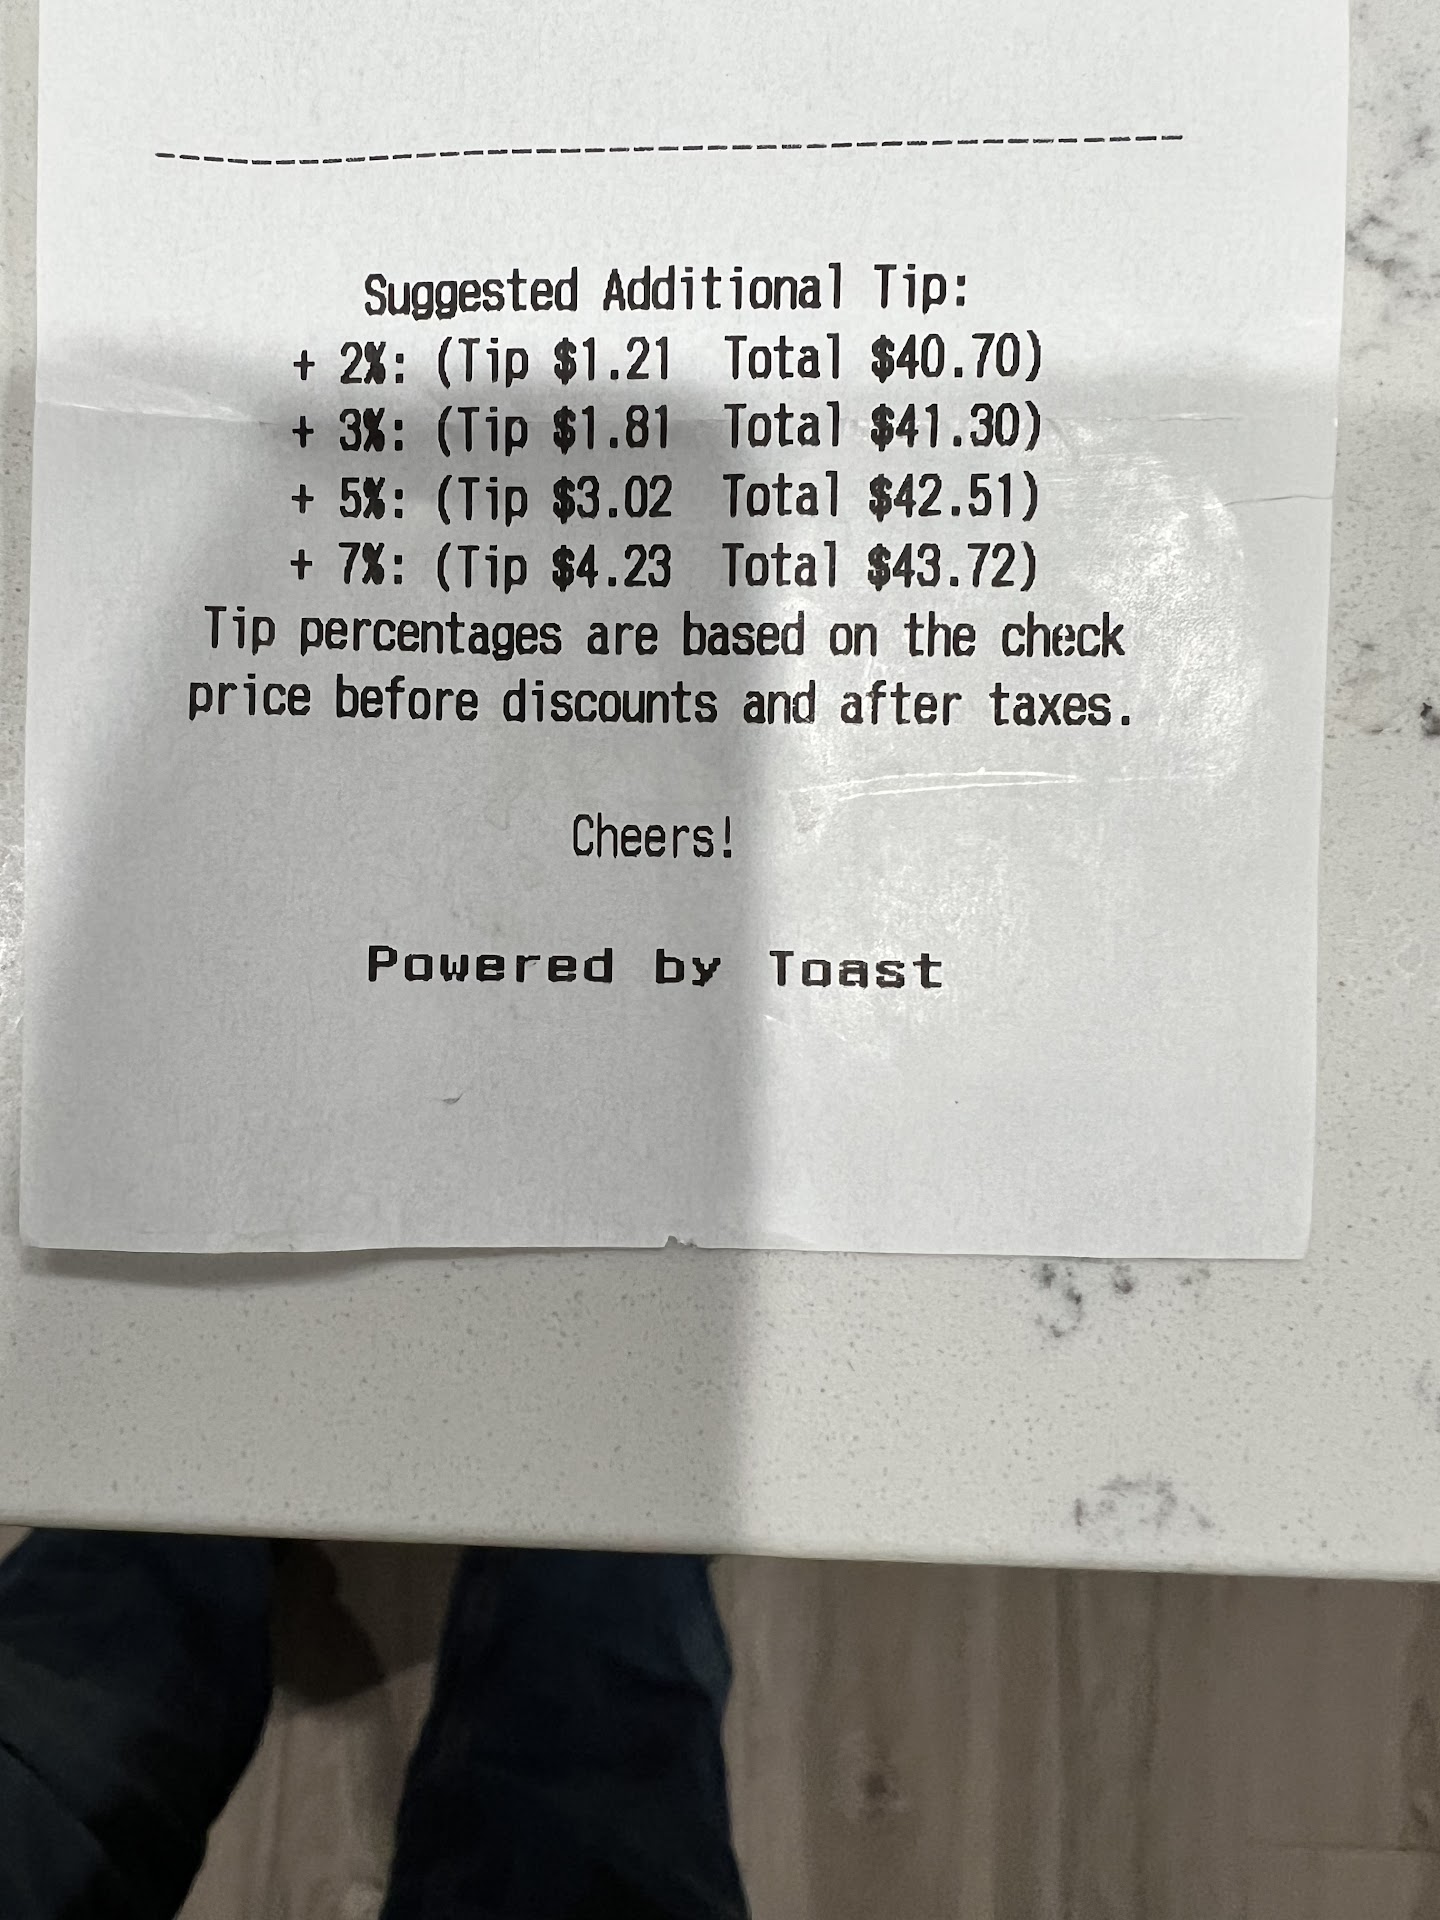 Suggested Additional Tip:
+ 2%: (Tip $1.21 Total $40.70)
+ 3%: (Tip $1.81 Total $41.30)
+ 5%: (Tip $3.02 Total $42.51)
+ 7%: (Tip $4.23 Total $43.72)
Tip percentages are based on the check
price before discounts and after taxes.
Cheers!
Powered by Toast